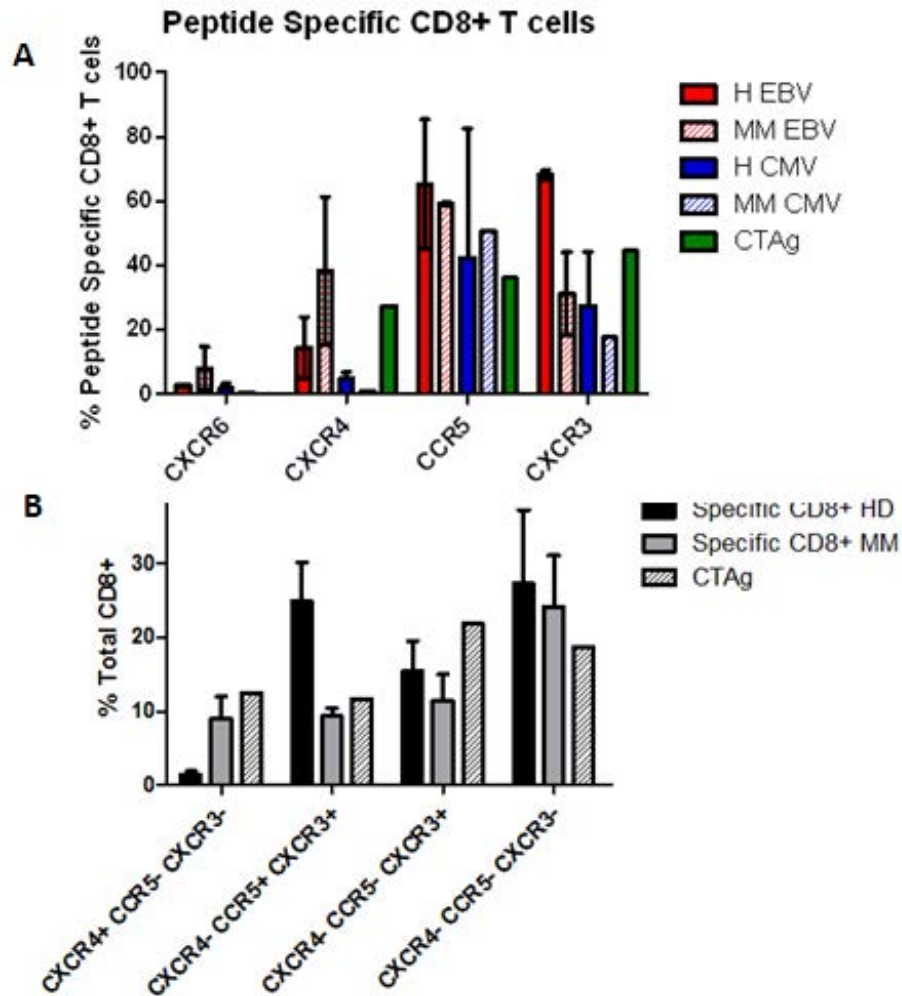 Peptide Specific CD8+ T cells
A
% Peptide Specific CD8+ T cels
100
80
60
40
20
0
CXCR6
CXCR4
CCR5
CXCR3
H EBV
MM EBV
H CMV
MM CMV
CTAg
B
% Total CD8+
30
20
10
0
CXCR4+ CCR5- CXCR3-
CXCR4- CCR5+ CXCR3+
CXCR4- CCR5- CXCR3+
CXCR4- CCR5- CXCR3-
Specific CD8+ HD
Specific CD8+ MM
CTAg